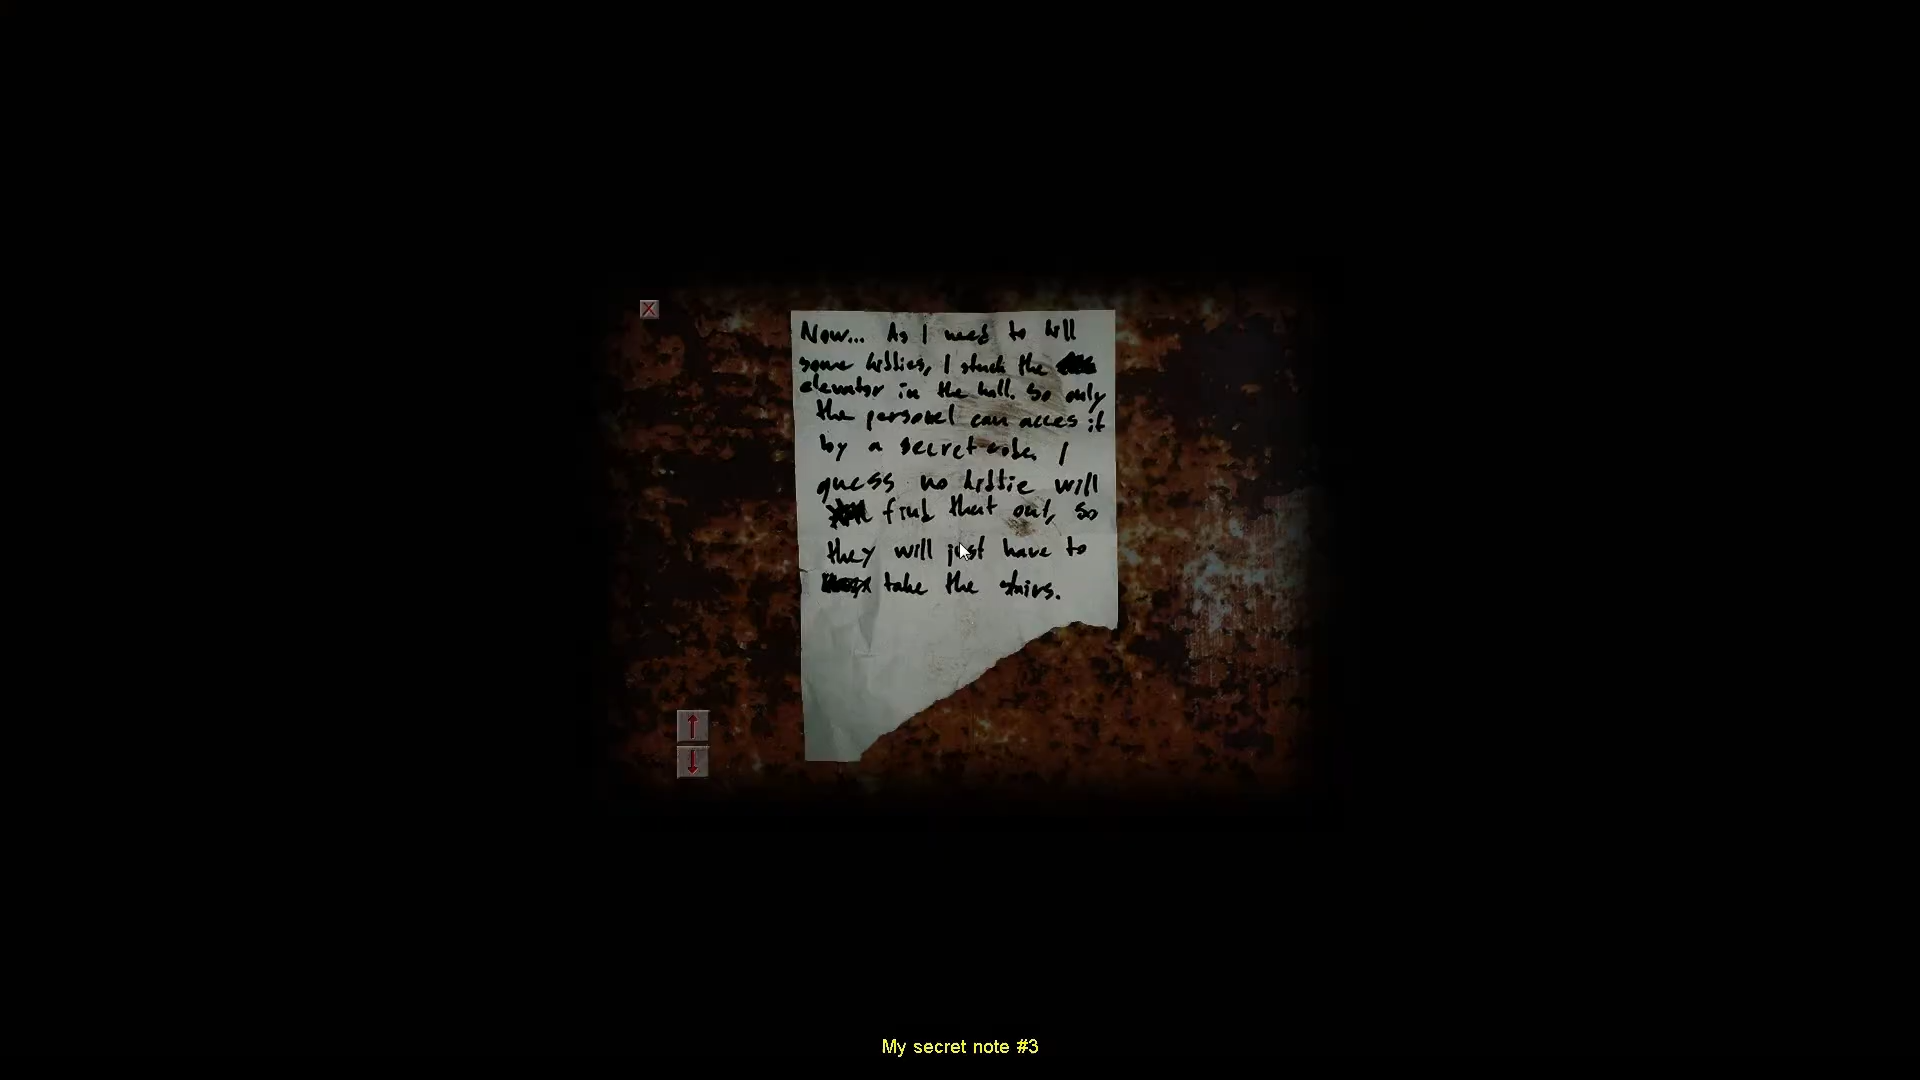 Now... As I need to kill
some kiddies, I stuck the
elevator in the hall. So only
the personel can acces it
by a secret code. I
guess no kiddie will
find that out, so
they will just have to
take the stairs.
My secret note #3